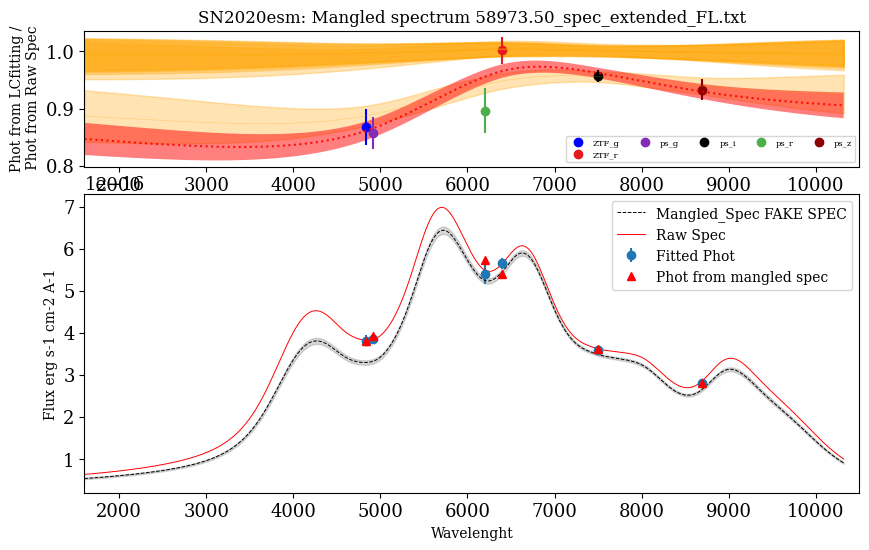 SN2020esm: Mangled spectrum 58973.50_spec_extended_FL.txt
Phot from LCfitting /
Phot from Raw Spec
1.0
0.9
0.8
ZTF_g
ps_g
ps_i
ps_r
ps_z
ZTF_r
2000 3000 4000 5000 6000 7000 8000 9000 10000
1e−16
Flux erg s-1 cm-2 A-1
7
6
5
4
3
2
1
Mangled_Spec FAKE SPEC
Raw Spec
Fitted Phot
Phot from mangled spec
2000 3000 4000 5000 6000 7000 8000 9000 10000
Wavelenght